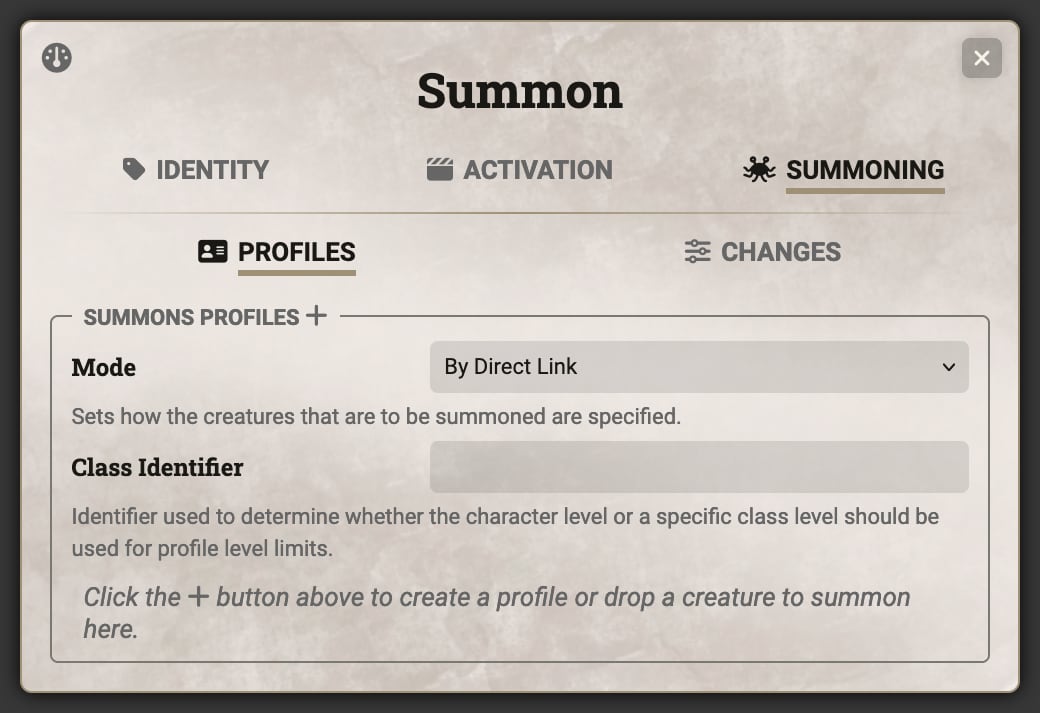 Summon
IDENTITY
ACTIVATION
SUMMONING
PROFILES
CHANGES
SUMMONS PROFILES +
Mode
By Direct Link
Sets how the creatures that are to be summoned are specified.
Class Identifier
Identifier used to determine whether the character level or a specific class level should be
used for profile level limits.
Click the + button above to create a profile or drop a creature to summon
here.